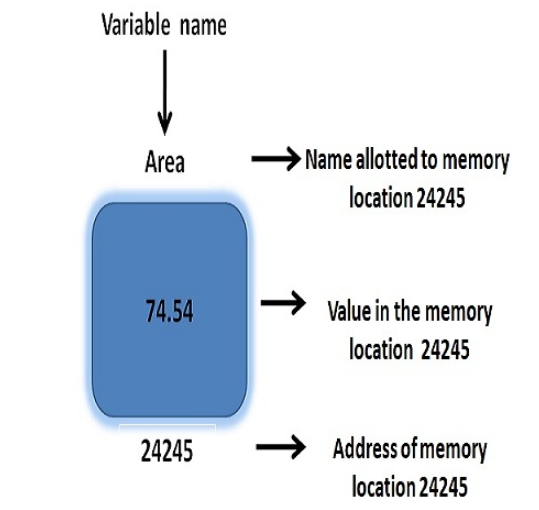 Variable name
Area
Name allotted to memory
location 24245
74.54
Value in the memory
location 24245
24245
Address of memory
location 24245